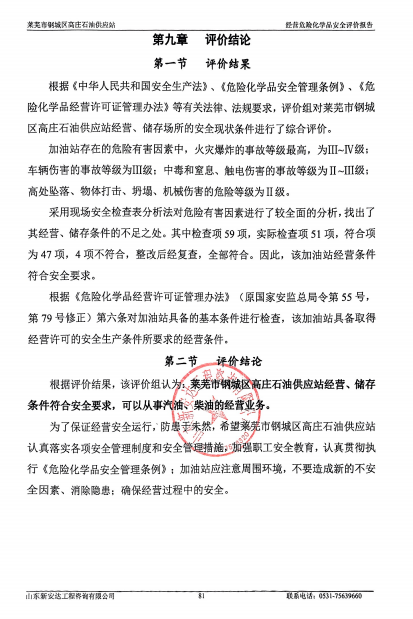 莱芜市钢城区高庄石油供应站 经营危险化学品安全评价报告
第九章 评价结论
第一节 评价结果
根据《中华人民共和国安全生产法》、《危险化学品安全管理条例》、《危
险化学品经营许可证管理办法》等有关法律、法规要求，评价组对莱芜市钢城
区高庄石油供应站经营、储存场所的安全现状条件进行了综合评价。
加油站存在的危险有害因素中，火灾爆炸的事故等级最高，为Ⅲ~Ⅳ级；
车辆伤害的事故等级为Ⅲ级；中毒和窒息、触电伤害的事故等级为Ⅱ~Ⅲ级；
高处坠落、物体打击、坍塌、机械伤害的危险等级为Ⅱ级。
采用现场安全检查表分析法对危险有害因素进行了较全面的分析，找出了
其经营、储存条件的不足之处。其中检查项 59 项，实际检查项 51 项，符合项
为 47 项，4 项不符合，整改后经复查，全部符合。因此，该加油站经营条件
符合安全要求。
根据《危险化学品经营许可证管理办法》（原国家安监总局令第 55 号，
第 79 号修正）第六条对加油站具备的基本条件进行检查，该加油站具备取得
经营许可的安全生产条件所要求的经营条件。
第二节 评价结论
根据评价结果，该评价组认为：莱芜市钢城区高庄石油供应站经营、储存
条件符合安全要求，可以从事汽油、柴油的经营业务。
为了保证经营安全运行，防患于未然，希望莱芜市钢城区高庄石油供应站
认真落实各项安全管理制度和安全管理措施，加强职工安全教育，认真贯彻执
行《危险化学品安全管理条例》；加油站应注意周围环境，不要造成新的不安
全因素、消除隐患；确保经营过程中的安全。
山东新安达工程咨询有限公司 81 联系电话：0531-75639660